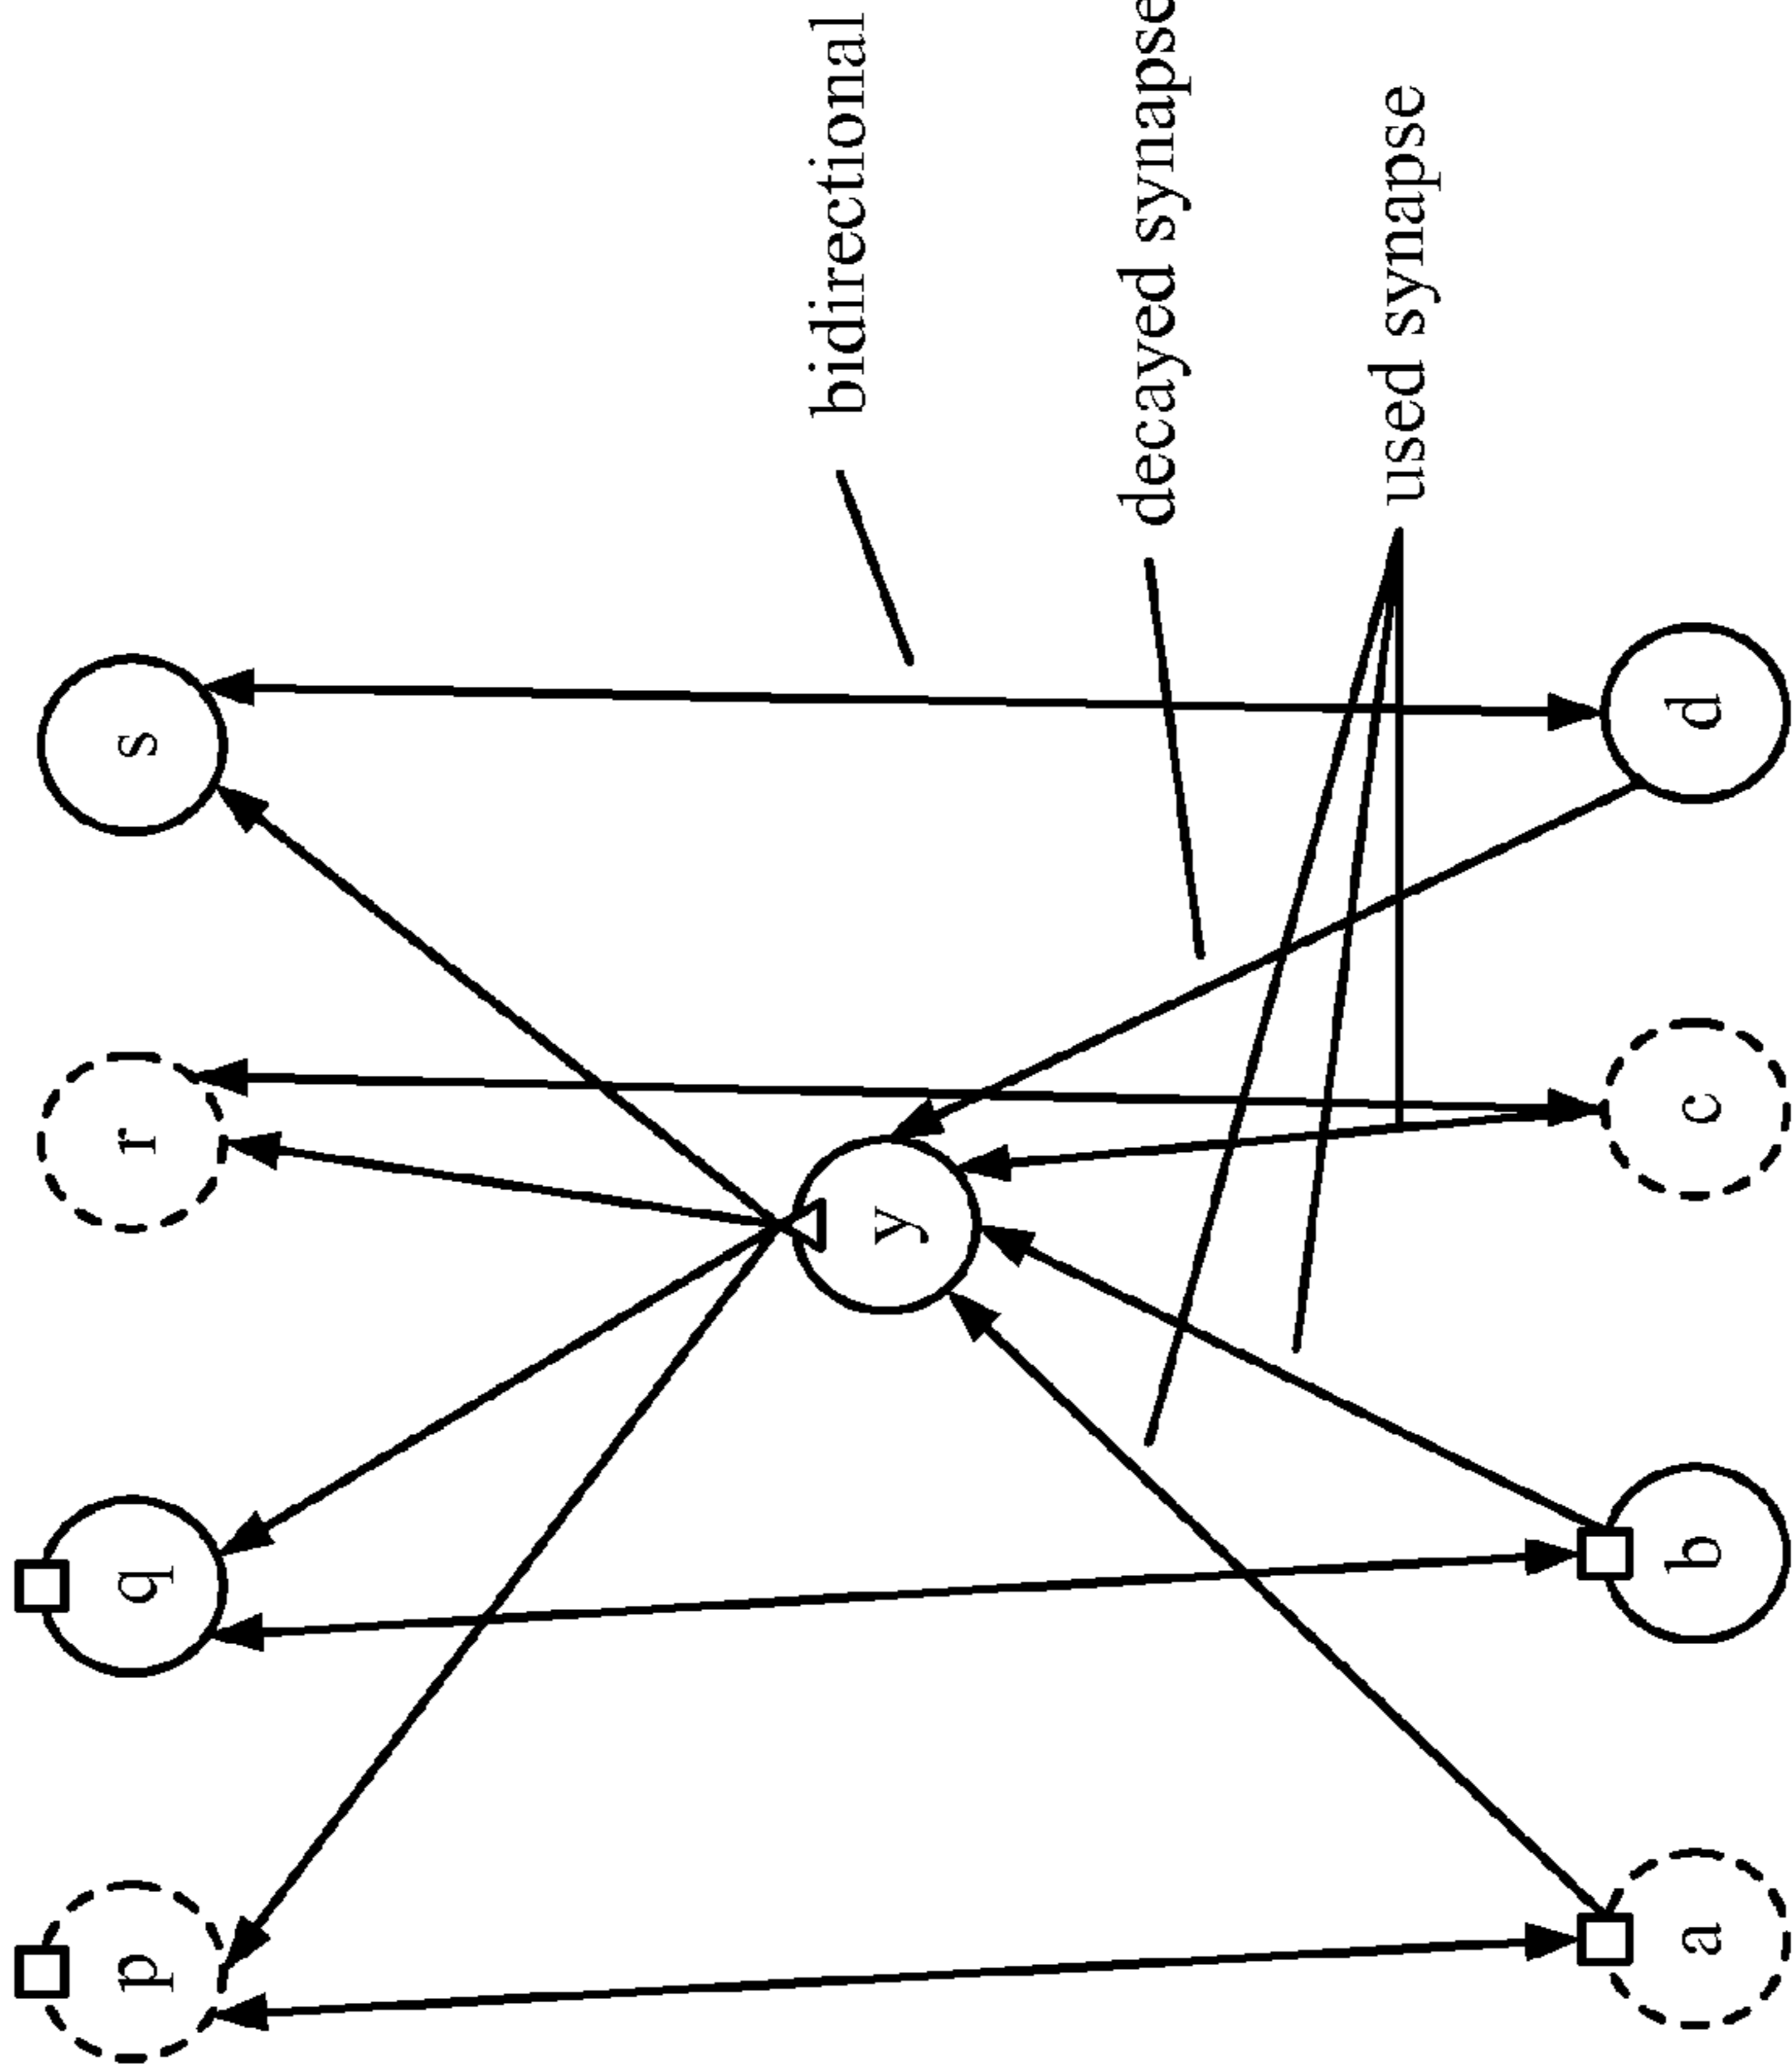 p q r s
bidirectional
y
decayed synapse
used synapse
a b c d